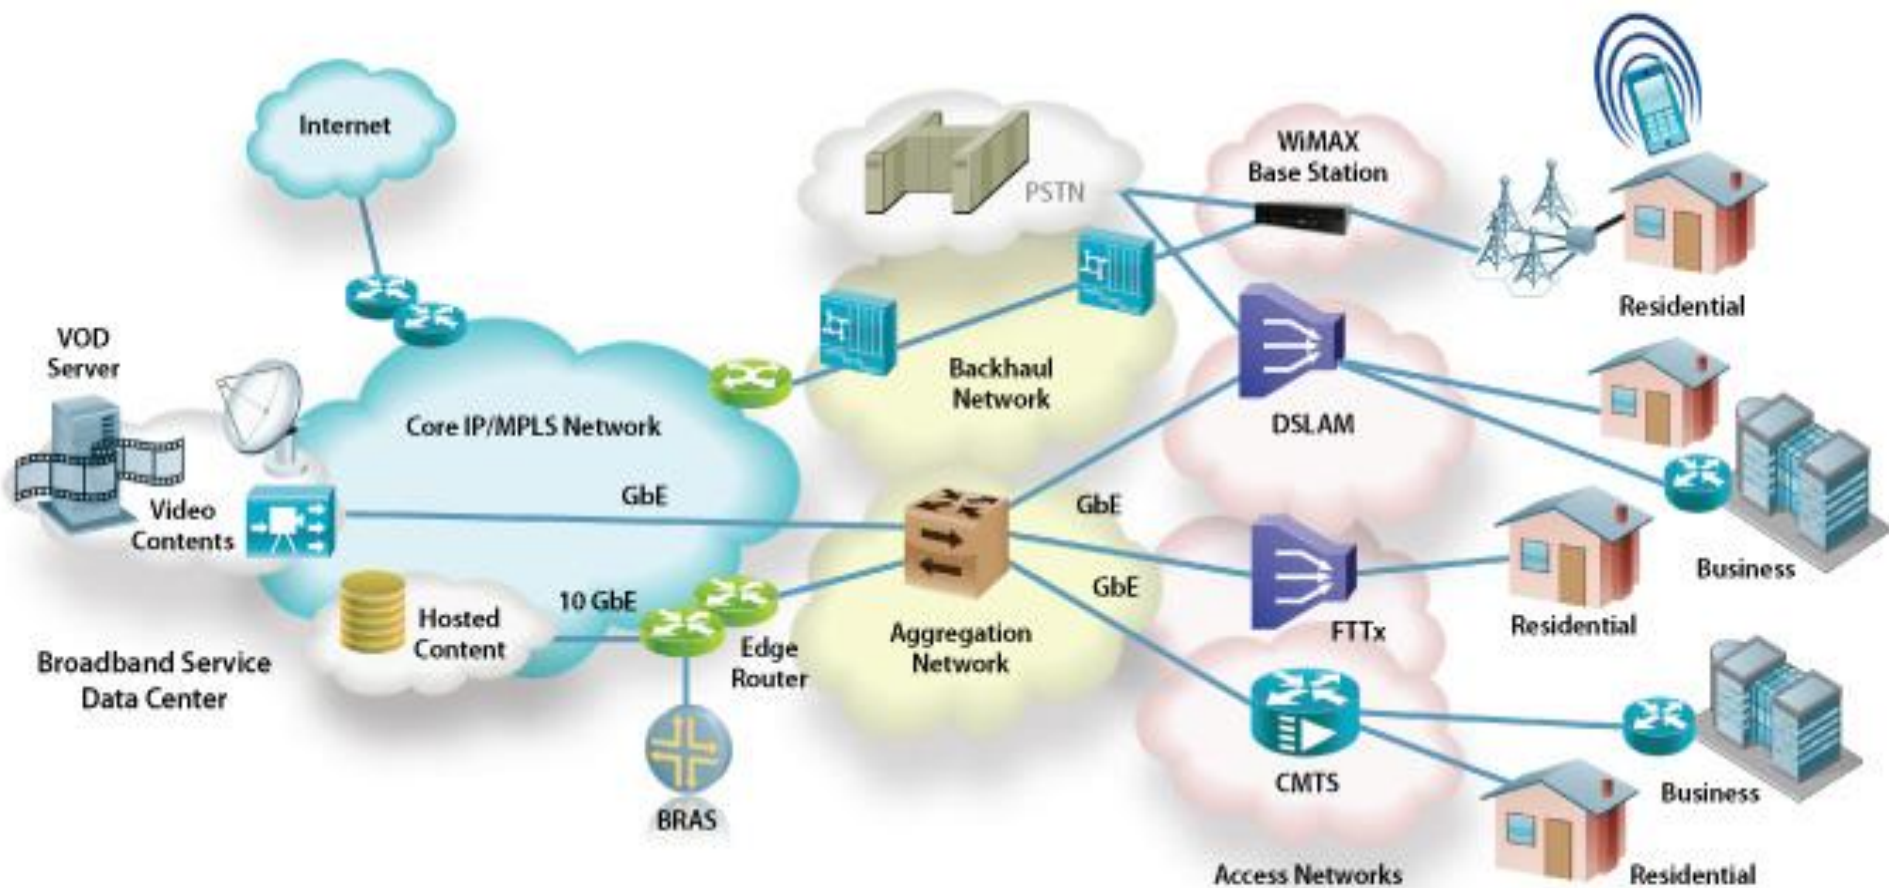 Internet
VOD
Server
Video
Contents
Broadband Service
Data Center
Core IP/MPLS Network
GbE
10 GbE
Hosted
Content
Edge
Router
BRAS
PSTN
Backhaul
Network
Aggregation
Network
GbE
GbE
WiMAX
Base Station
DSLAM
FTTx
CMTS
Access Networks
Residential
Business
Residential
Business
Residential